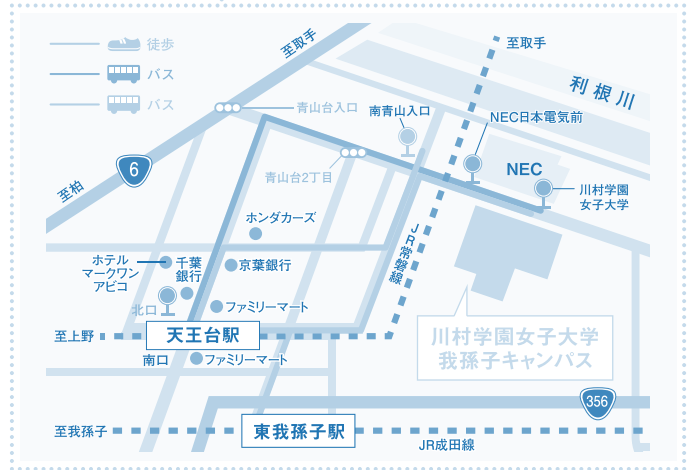 徒歩
バス
バス
至取手
至取手
利根川
青山台入口
南青山入口
NEC日本電気前
6
青山台2丁目
NEC
至柏
川村学園
女子大学
ホンダカーズ
JR常磐線
ホテル
マークワン
アビコ
千葉
銀行
京葉銀行
北口
ファミリーマート
至上野
天王台駅
川村学園女子大学
我孫子キャンパス
南口
ファミリーマート
356
至我孫子
東我孫子駅
JR成田線